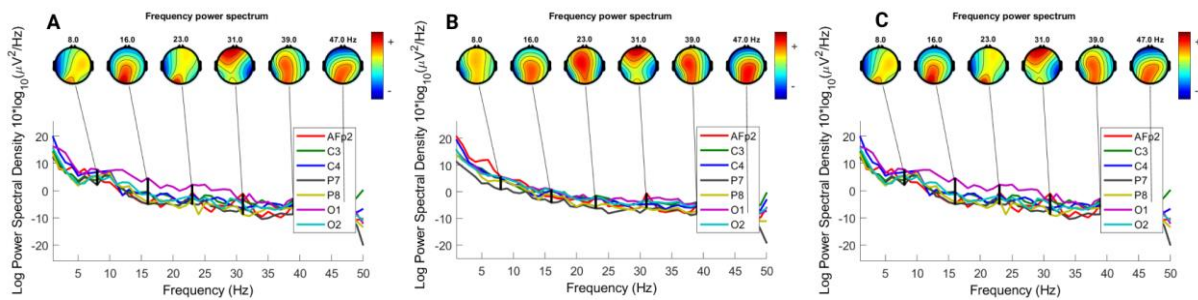 A
Frequency power spectrum
8.0 16.0 23.0 31.0 39.0 47.0 Hz
+
-
Log Power Spectral Density 10*log10(μV2/Hz)
20
10
0
-10
-20
AFp2
C3
C4
P7
P8
O1
O2
5 10 15 20 25 30 35 40 45 50
Frequency (Hz)
B
Frequency power spectrum
8.0 16.0 23.0 31.0 39.0 47.0 Hz
+
-
Log Power Spectral Density 10*log10(μV2/Hz)
20
10
0
-10
-20
AFp2
C3
C4
P7
P8
O1
O2
5 10 15 20 25 30 35 40 45 50
Frequency (Hz)
C
Frequency power spectrum
8.0 16.0 23.0 31.0 39.0 47.0 Hz
+
-
Log Power Spectral Density 10*log10(μV2/Hz)
20
10
0
-10
-20
AFp2
C3
C4
P7
P8
O1
O2
5 10 15 20 25 30 35 40 45 50
Frequency (Hz)